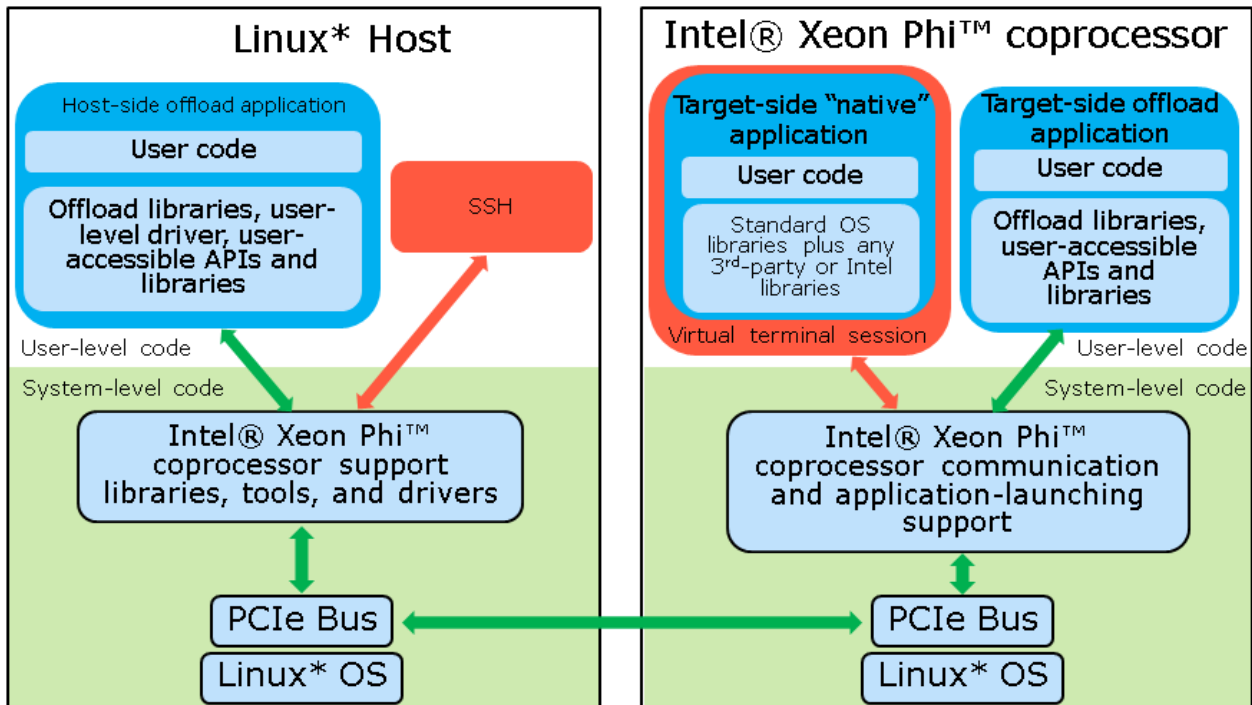 Linux* Host
Host-side offload application
User code
Offload libraries, user-
level driver, user-
accessible APIs and
libraries
SSH
User-level code
System-level code
Intel® Xeon Phi™
coprocessor support
libraries, tools, and drivers
PCIe Bus
Linux* OS
Intel® Xeon Phi™ coprocessor
Target-side “native”
application
User code
Standard OS
libraries plus any
3rd-party or Intel
libraries
Virtual terminal session
Target-side offload
application
User code
Offload libraries,
user-accessible
APIs and
libraries
User-level code
System-level code
Intel® Xeon Phi™
coprocessor communication
and application-launching
support
PCIe Bus
Linux* OS